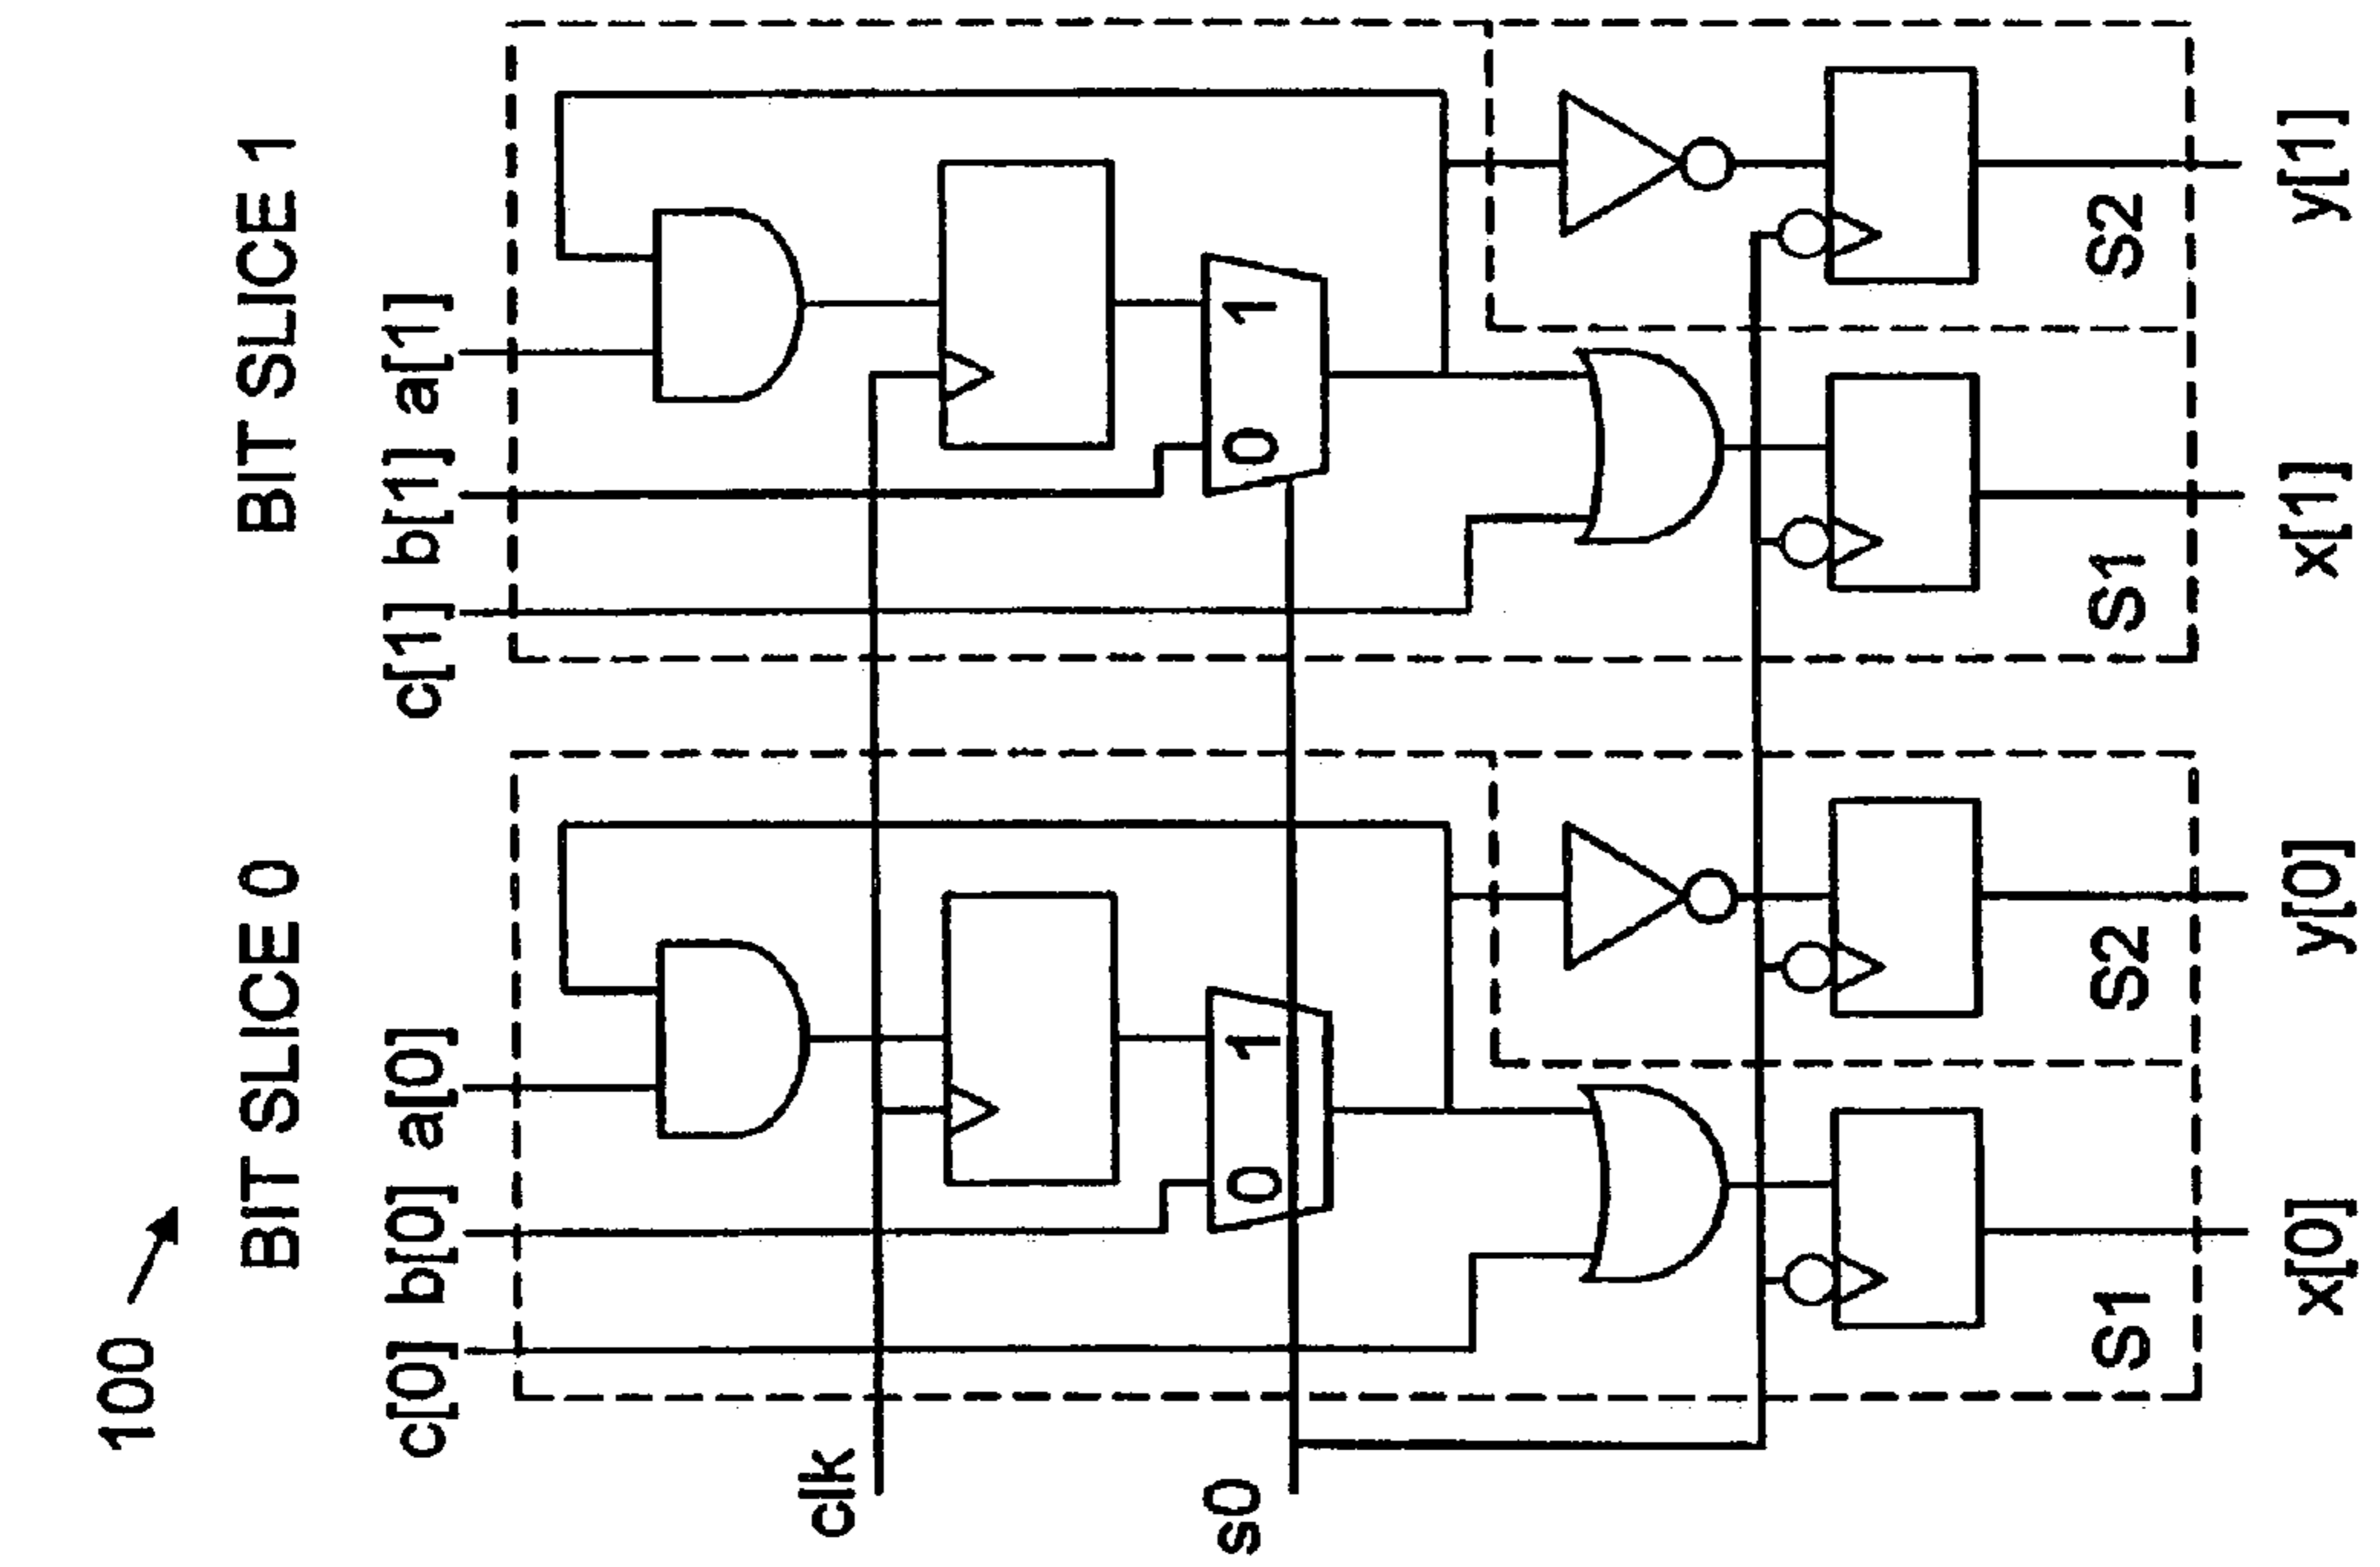 100
BIT SLICE 0
BIT SLICE 1
c[0] b[0] a[0]
c[1] b[1] a[1]
clk
0 1
0 1
s0
S1 S2
S1 S2
x[0] y[0]
x[1] y[1]